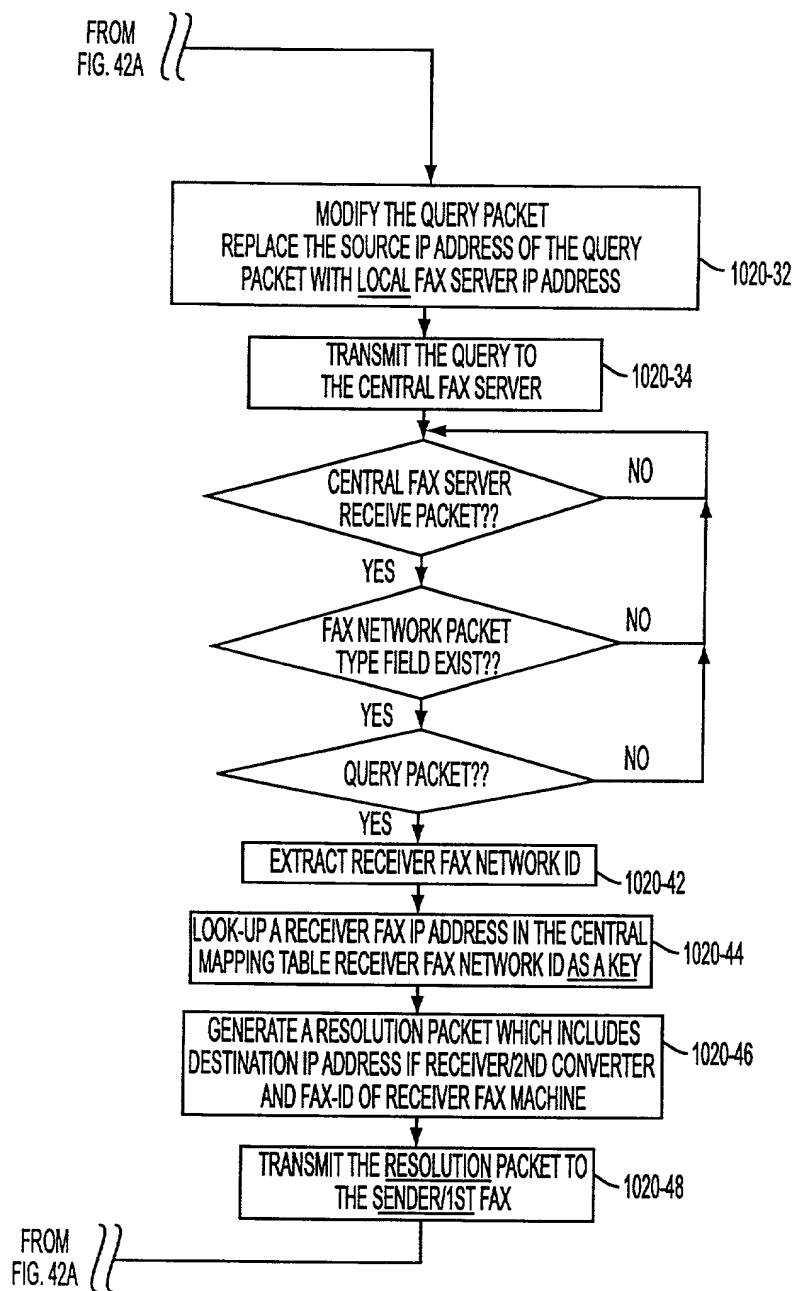 FROM
FIG. 42A
MODIFY THE QUERY PACKET
REPLACE THE SOURCE IP ADDRESS OF THE QUERY
PACKET WITH LOCAL FAX SERVER IP ADDRESS
1020-32
TRANSMIT THE QUERY TO
THE CENTRAL FAX SERVER
1020-34
CENTRAL FAX SERVER
RECEIVE PACKET??
NO
YES
FAX NETWORK PACKET
TYPE FIELD EXIST??
NO
YES
QUERY PACKET??
NO
YES
EXTRACT RECEIVER FAX NETWORK ID
1020-42
LOOK-UP A RECEIVER FAX IP ADDRESS IN THE CENTRAL
MAPPING TABLE RECEIVER FAX NETWORK ID AS A KEY
1020-44
GENERATE A RESOLUTION PACKET WHICH INCLUDES
DESTINATION IP ADDRESS IF RECEIVER/2ND CONVERTER
AND FAX-ID OF RECEIVER FAX MACHINE
1020-46
TRANSMIT THE RESOLUTION PACKET TO
THE SENDER/1ST FAX
1020-48
FROM
FIG. 42A